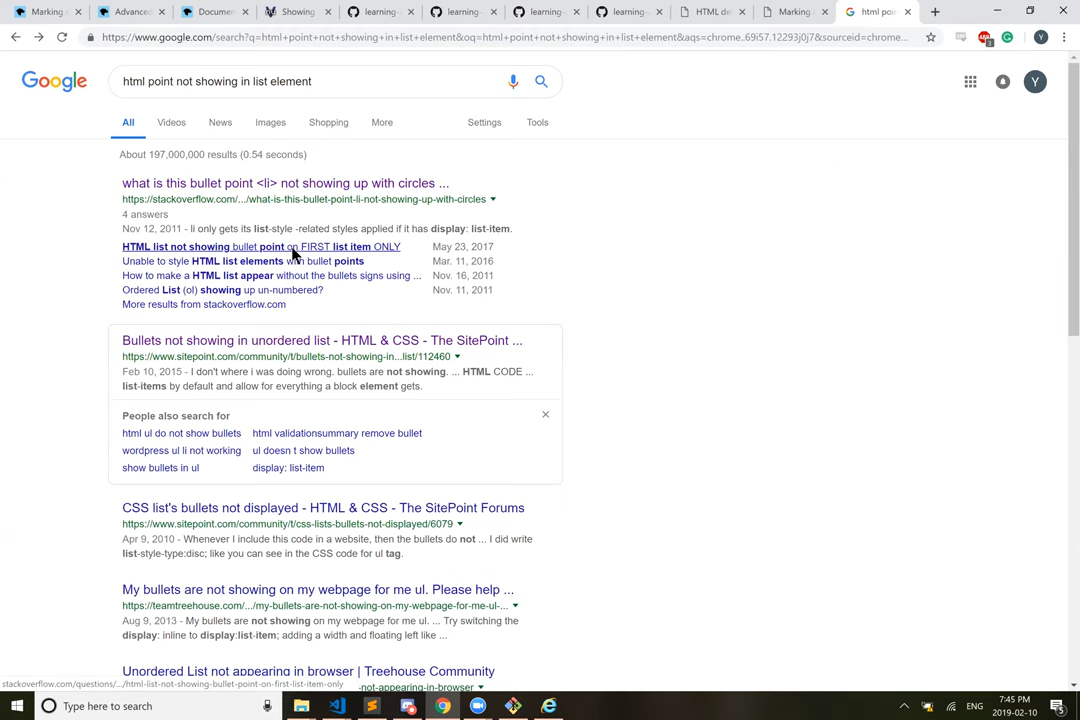 Marking
Advanced
Documen
Showing
learning-
learning-
learning-
learning-
HTML de
Marking
html poin
https://www.google.com/search?q=html+point+not+showing+in+list+element&oq=html+point+not+showing+in+list+element&aqs=chrome..69i57.12293j0j7&sourceid=chrome...
3
Y
Google
html point not showing in list element
Y
All
Videos
News
Images
Shopping
More
Settings
Tools
About 197,000,000 results (0.54 seconds)
what is this bullet point <li> not showing up with circles ...
https://stackoverflow.com/.../what-is-this-bullet-point-li-not-showing-up-with-circles
4 answers
Nov 12, 2011 - li only gets its list-style -related styles applied if it has display: list-item.
HTML list not showing bullet point on FIRST list item ONLY May 23, 2017
Unable to style HTML list elements with bullet points Mar. 11, 2016
How to make a HTML list appear without the bullets signs using ... Nov. 16, 2011
Ordered List (ol) showing up un-numbered? Nov. 11, 2011
More results from stackoverflow.com
Bullets not showing in unordered list - HTML & CSS - The SitePoint ...
https://www.sitepoint.com/community/t/bullets-not-showing-in...list/112460
Feb 10, 2015 - I don't where i was doing wrong. bullets are not showing. ... HTML CODE ...
list-items by default and allow for everything a block element gets.
People also search for
html ul do not show bullets html validationsummary remove bullet
wordpress ul li not working ul doesn t show bullets
show bullets in ul display: list-item
CSS list's bullets not displayed - HTML & CSS - The SitePoint Forums
https://www.sitepoint.com/community/t/css-lists-bullets-not-displayed/6079
Apr 9, 2010 - Whenever I include this code in a website, then the bullets do not ... I did write
list-style-type:disc; like you can see in the CSS code for ul tag.
My bullets are not showing on my webpage for me ul. Please help ...
https://teamtreehouse.com/.../my-bullets-are-not-showing-on-my-webpage-for-me-ul-...
Aug 9, 2013 - My bullets are not showing on my webpage for me ul. ... Try switching the
display: inline to display:list-item; adding a width and floating left like ...
Unordered List not appearing in browser | Treehouse Community
stackoverflow.com/questions/.../html-list-not-showing-bullet-point-on-first-list-item-only
-not-appearing-in-browser
Type here to search
ENG
7:45 PM
2019-02-10
5